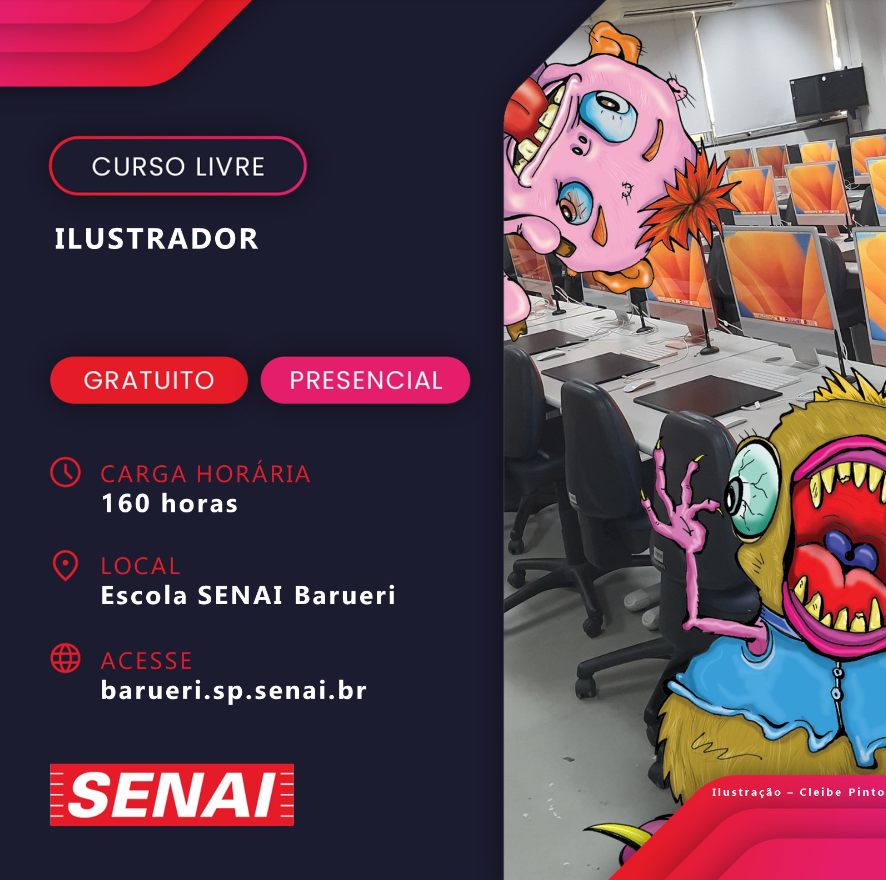 CURSO LIVRE
ILUSTRADOR
GRATUITO
PRESENCIAL
CARGA HORÁRIA
160 horas
LOCAL
Escola SENAI Barueri
ACESSE
barueri.sp.senai.br
SENAI
Ilustração – Cleibe Pinto